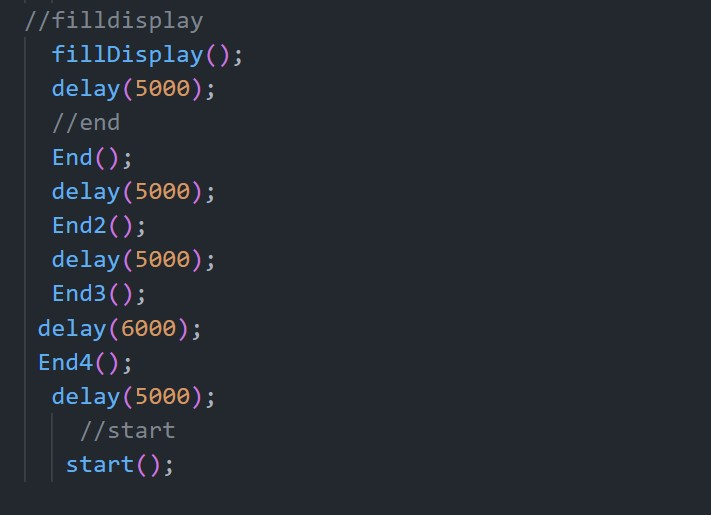 //filldisplay
fillDisplay();
delay(5000);
//end
End();
delay(5000);
End2();
delay(5000);
End3();
delay(6000);
End4();
delay(5000);
//start
start();